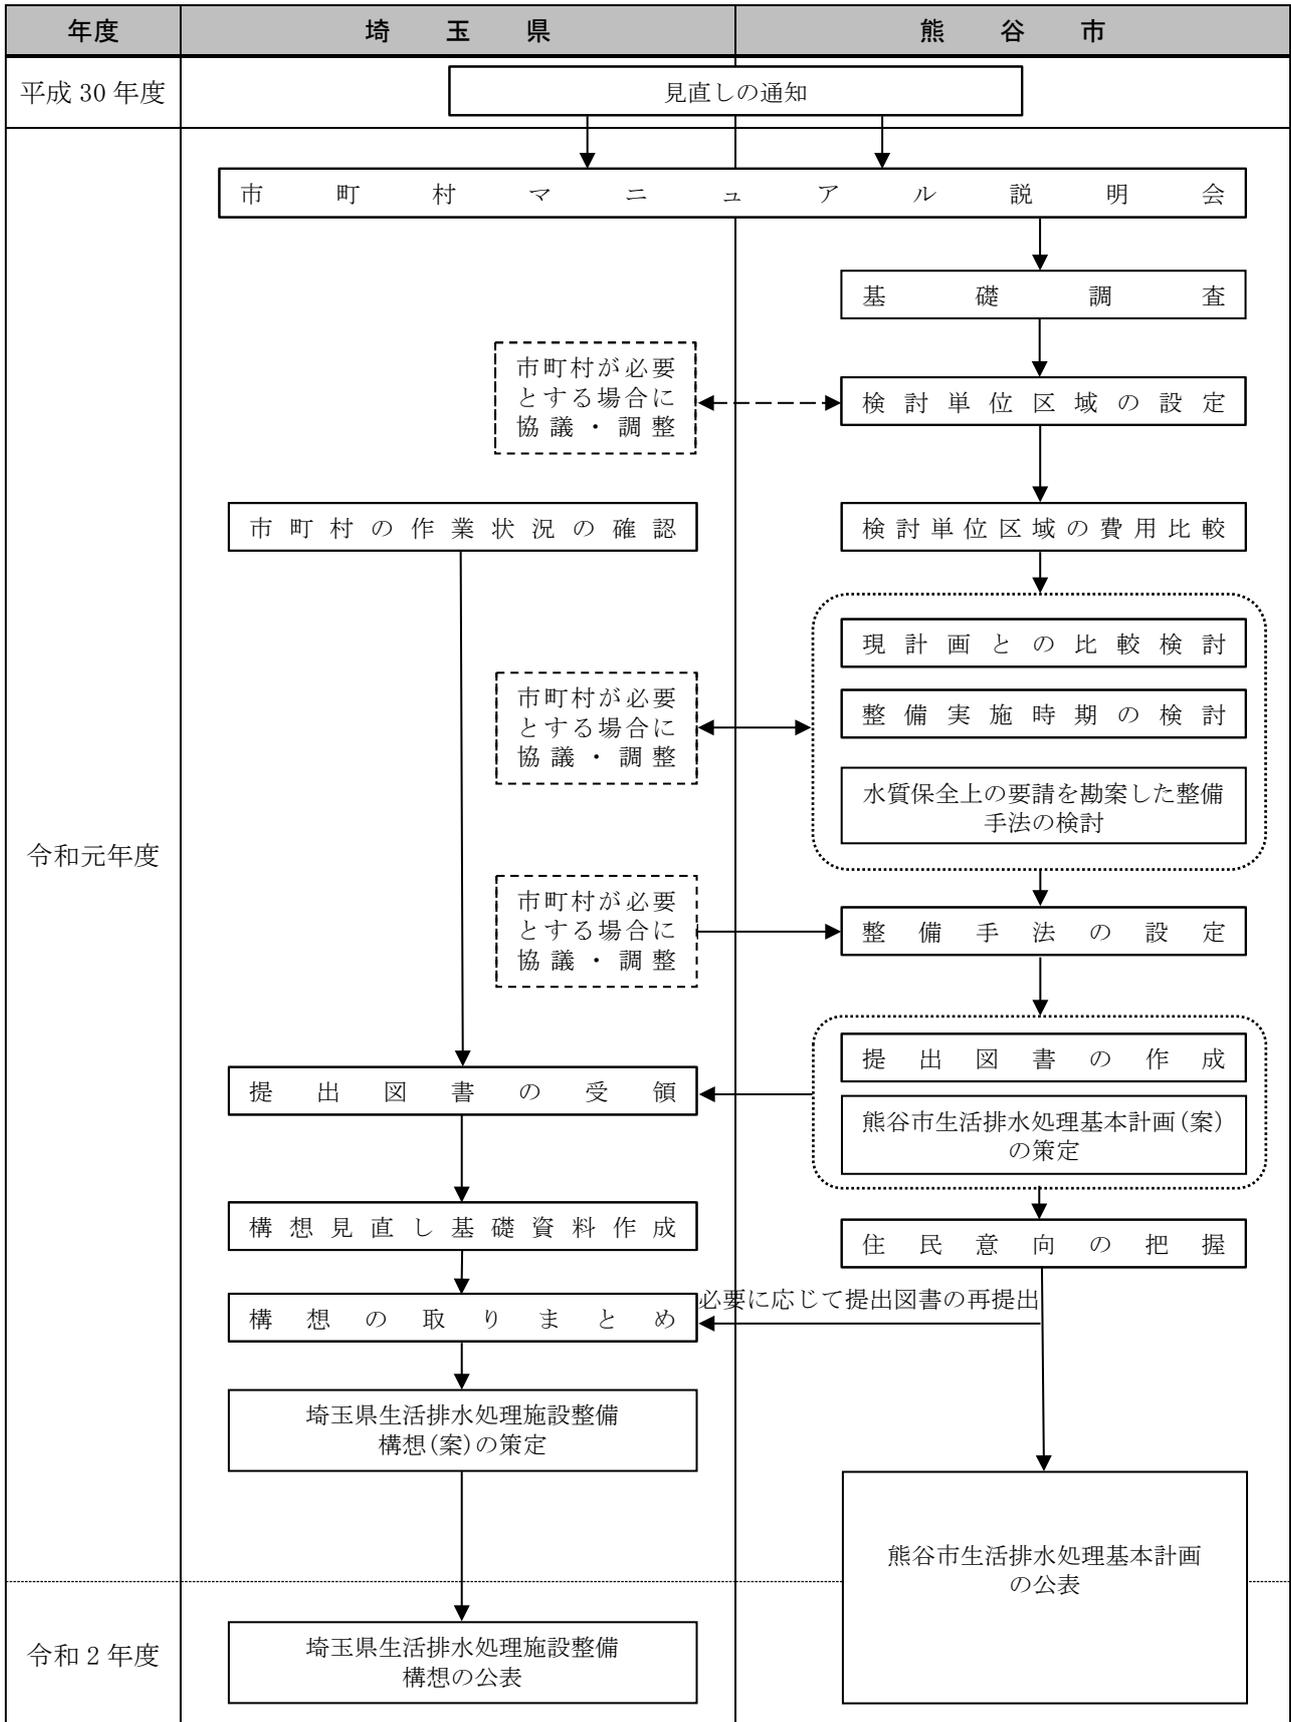 年度 埼玉県 熊谷市
平成 30 年度
見直しの通知
市町村マニュアル説明会
基礎調査
市町村が必要
とする場合に
協議・調整
検討単位区域の設定
市町村の作業状況の確認
検討単位区域の費用比較
現計画との比較検討
市町村が必要
とする場合に
協議・調整
整備実施時期の検討
水質保全上の要請を勘案した整備
手法の検討
令和元年度
市町村が必要
とする場合に
協議・調整
整備手法の設定
提出図書の作成
提出図書の受領
熊谷市生活排水処理基本計画(案)
の策定
構想見直し基礎資料作成
住民意向の把握
必要に応じて提出図書の再提出
構想の取りまとめ
埼玉県生活排水処理施設整備
構想(案)の策定
熊谷市生活排水処理基本計画
の公表
令和 2 年度
埼玉県生活排水処理施設整備
構想の公表